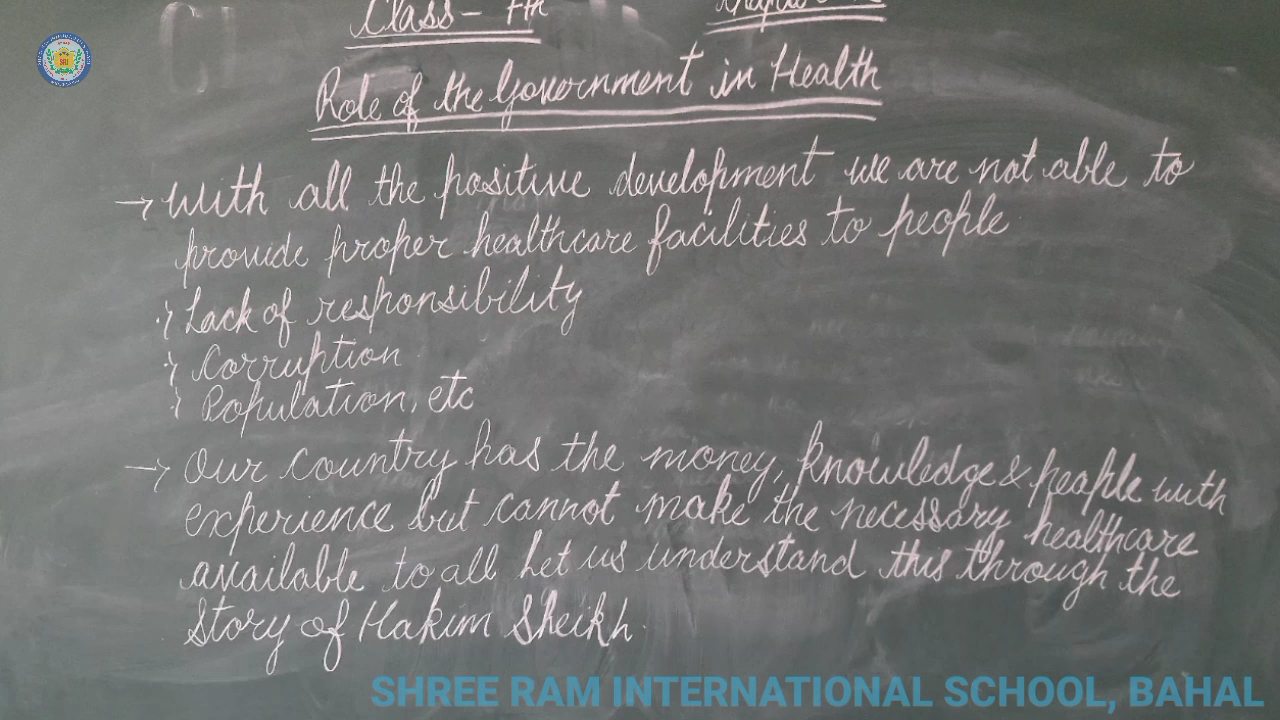 Class - 7th
Role of the Government in Health
→ With all the positive development we are not able to
provide proper healthcare facilities to people
Lack of responsibility
Corruption
Population, etc
→ Our country has the money, knowledge & people with
experience but cannot make the necessary healthcare
available to all Let us understand this through the
Story of Hakim Sheikh.
SHREE RAM INTERNATIONAL SCHOOL, BAHAL